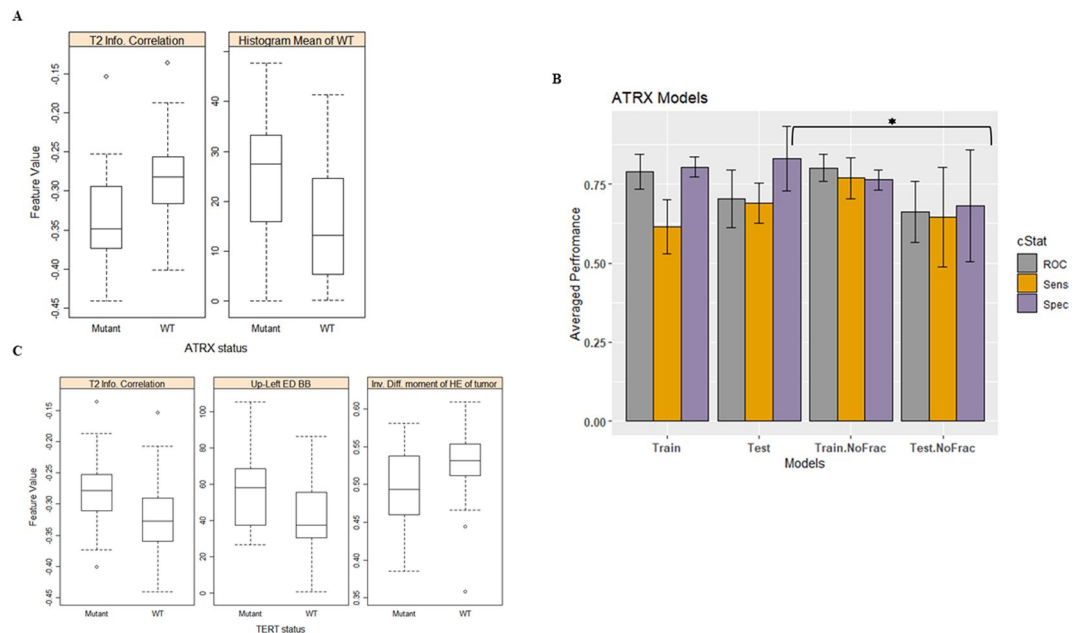 A
T2 Info. Correlation
Histogram Mean of WT
Feature Value
-0.15
-0.20
-0.25
-0.30
-0.35
-0.40
-0.45
40
30
20
10
0
Mutant
WT
Mutant
WT
ATRX status
B
ATRX Models
*
Averaged Perfromance
0.75
0.50
0.25
0.00
Train
Test
Train.NoFrac
Test.NoFrac
Models
cStat
ROC
Sens
Spec
C
T2 Info. Correlation
Up-Left ED BB
Inv. Diff. moment of HE of tumor
Feature Value
-0.15
-0.20
-0.25
-0.30
-0.35
-0.40
-0.45
100
80
60
40
20
0
0.60
0.55
0.50
0.45
0.40
0.35
Mutant
WT
Mutant
WT
Mutant
WT
TERT status